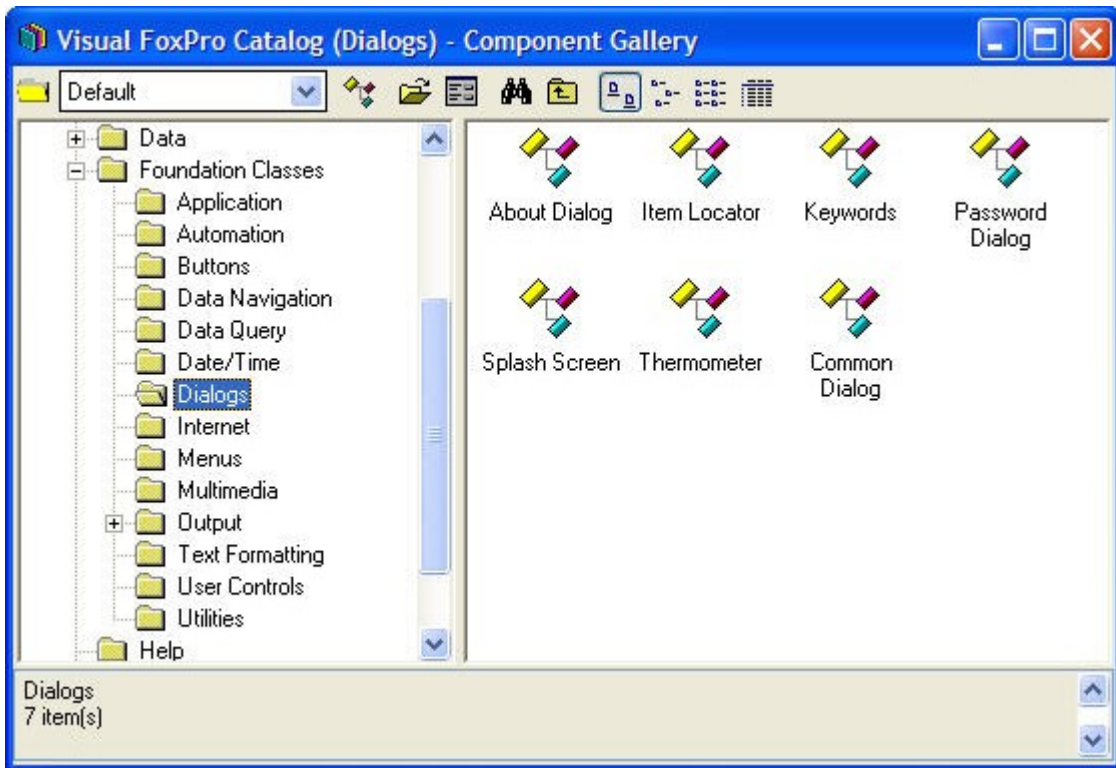 Visual FoxPro Catalog (Dialogs) - Component Gallery
Default
Data
Foundation Classes
Application
Automation
Buttons
Data Navigation
Data Query
Date/Time
Dialogs
Internet
Menus
Multimedia
Output
Text Formatting
User Controls
Utilities
Help
About Dialog
Item Locator
Keywords
Password
Dialog
Splash Screen
Thermometer
Common
Dialog
Dialogs
7 item(s)